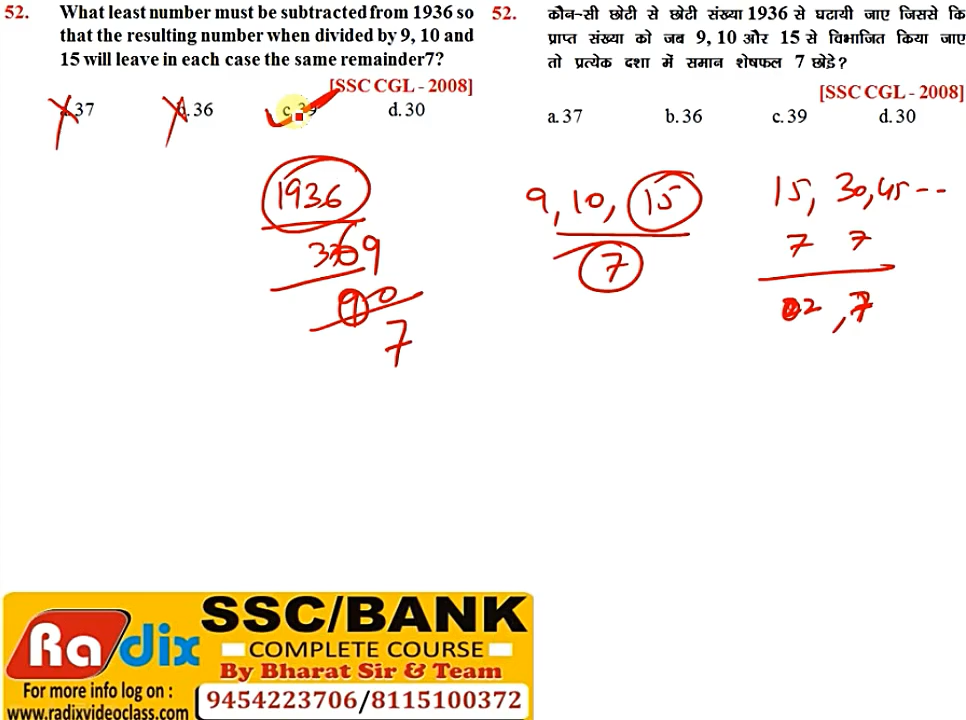 52. What least number must be subtracted from 1936 so
that the resulting number when divided by 9, 10 and
15 will leave in each case the same remainder7?
[SSC CGL - 2008]
37 b. 36 c. 39 d. 30
52. कौन-सी छोटी से छोटी संख्या 1936 से घटायी जाए जिससे कि
प्राप्त संख्या को जब 9, 10 और 15 से विभाजित किया जाए
तो प्रत्येक दशा में समान शेषफल 7 छोडे?
[SSC CGL - 2008]
a. 37 b. 36 c. 39 d. 30
1936
9
90
7
9, 10, 15
7
15, 30, 45 --
7 7
22, 7
Radix
For more info log on :
www.radixvideoclass.com
SSC/BANK
COMPLETE COURSE
By Bharat Sir & Team
9454223706/8115100372